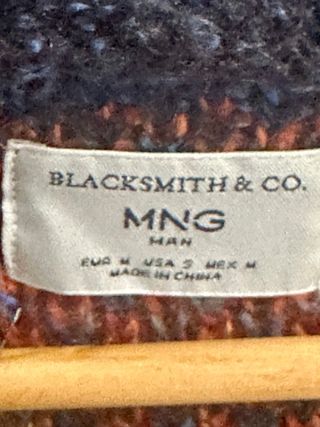 BLACKSMITH & CO.
MNG
MAN
EUR M USA S MEX M
MADE IN CHINA